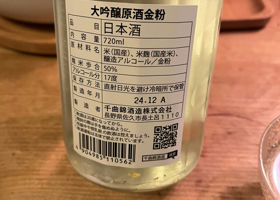 大吟醸原酒金粉
品目 日本酒
内容量 720ml
原材料名 米(国産)、米麹(国産米)、
醸造アルコール/金粉
精米歩合 50%
アルコール分 17度
保存方法 直射日光を避け冷暗所で保管
製造年月 24.12 A
千曲錦酒造株式会社
長野県佐久市長土呂1110
4904985110562